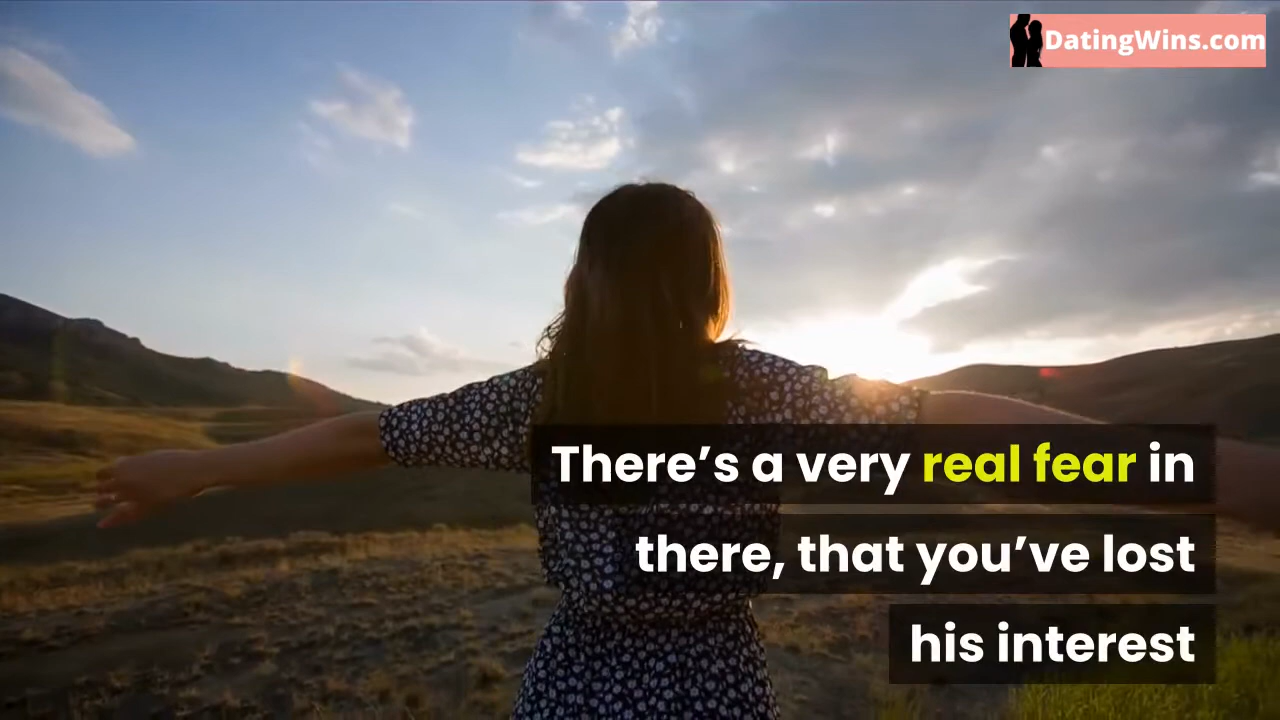 DatingWins.com
There's a very real fear in
there, that you've lost
his interest